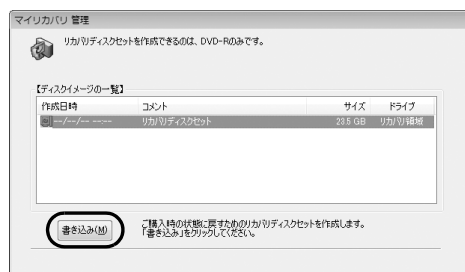 マイリカバリ 管理
リカバリディスクセットを作成できるのは、DVD-Rのみです。
【ディスクイメージの一覧】
作成日時 コメント サイズ ドライブ
--/--/-- --:-- リカバリディスクセット 23.5 GB リカバリ領域
書き込み(M)
ご購入時の状態に戻すためのリカバリディスクセットを作成します。
「書き込み」をクリックしてください。